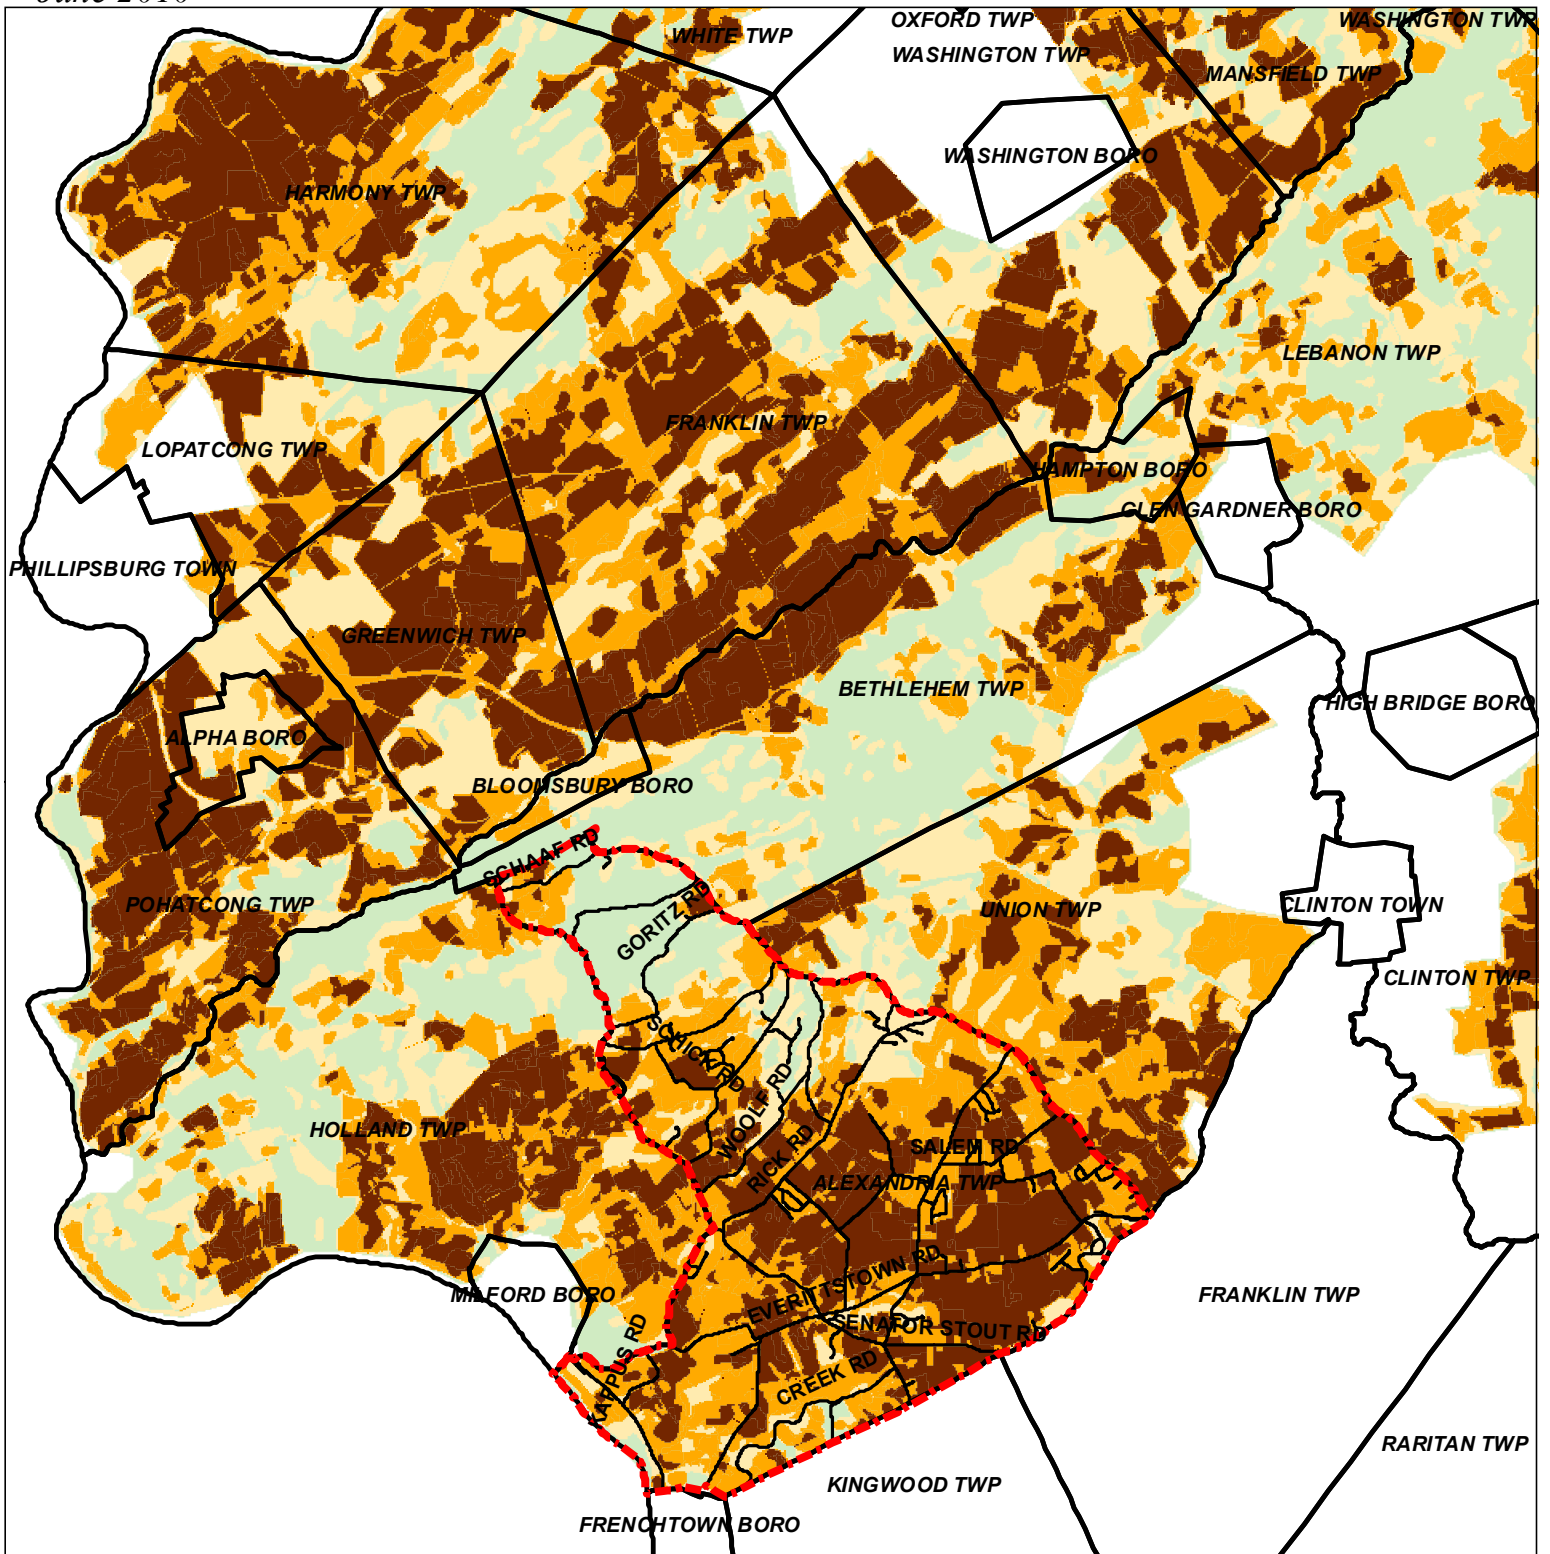 June 2010
OXFORD TWP
WASHINGTON TWP
WHITE TWP
WASHINGTON TWP
MANSFIELD TWP
WASHINGTON BORO
HARMONY TWP
LEBANON TWP
FRANKLIN TWP
LOPATCONG TWP
HAMPTON BORO
GLEN GARDNER BORO
PHILLIPSBURG TOWN
GREENWICH TWP
BETHLEHEM TWP
HIGH BRIDGE BORO
ALPHA BORO
BLOOMSBURY BORO
SCHAAF RD
POHATCONG TWP
GORITZ RD
UNION TWP
CLINTON TOWN
CLINTON TWP
SCHICK RD
WOOLF RD
HOLLAND TWP
RICK RD
SALEM RD
ALEXANDRIA TWP
EVERITTSTOWN RD
MILFORD BORO
FRANKLIN TWP
SENATOR STOUT RD
KAPPUS RD
CREEK RD
RARITAN TWP
KINGWOOD TWP
FRENCHTOWN BORO